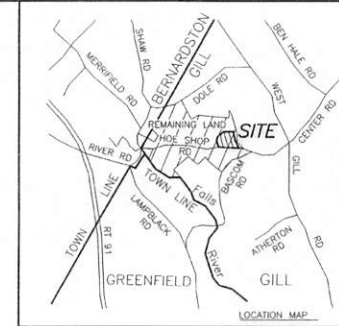 SHAW RD
BERNARDSTON
GILL
BEN HALE RD
MERRIFIELD RD
DOLE RD
WEST
GILL
RD
CENTER RD
REMAINING LAND
SITE
HOE SHOP
RD
RIVER RD
BASCOM
RD
TOWN LINE
Falls
River
TOWN
LINE
LAMPBLACK
RD
RT 91
ATHERTON
RD
GREENFIELD
GILL
LOCATION MAP